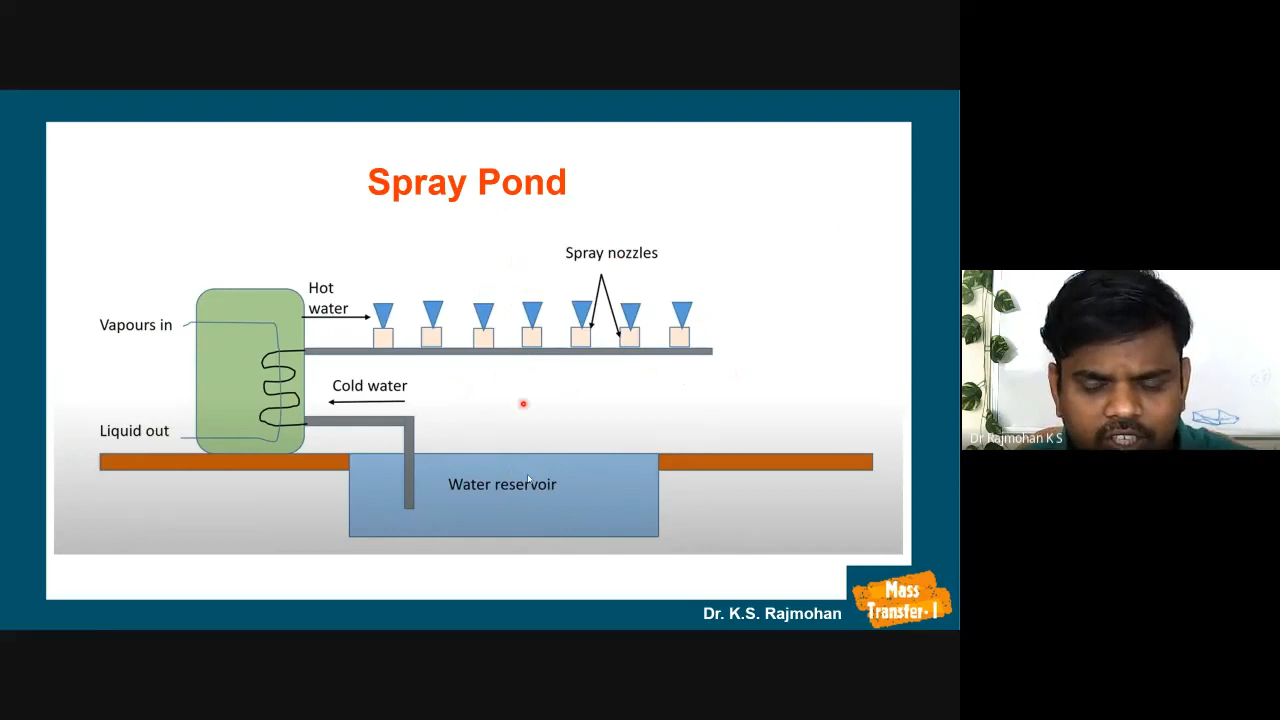 Spray Pond
Spray nozzles
Hot
water
Vapours in
Cold water
Liquid out
Water reservoir
Dr. K.S. Rajmohan
Mass
Transfer-I
Dr Rajmohan K S